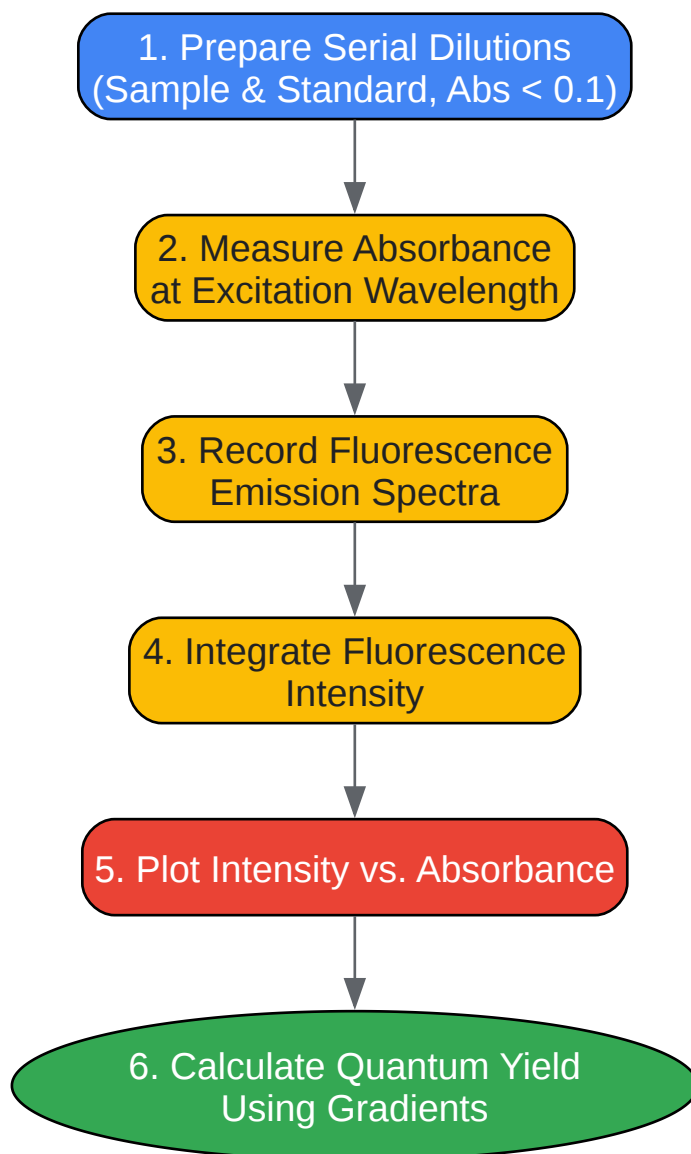 1. Prepare Serial Dilutions
(Sample & Standard, Abs < 0.1)
2. Measure Absorbance
at Excitation Wavelength
3. Record Fluorescence
Emission Spectra
4. Integrate Fluorescence
Intensity
5. Plot Intensity vs. Absorbance
6. Calculate Quantum Yield
Using Gradients